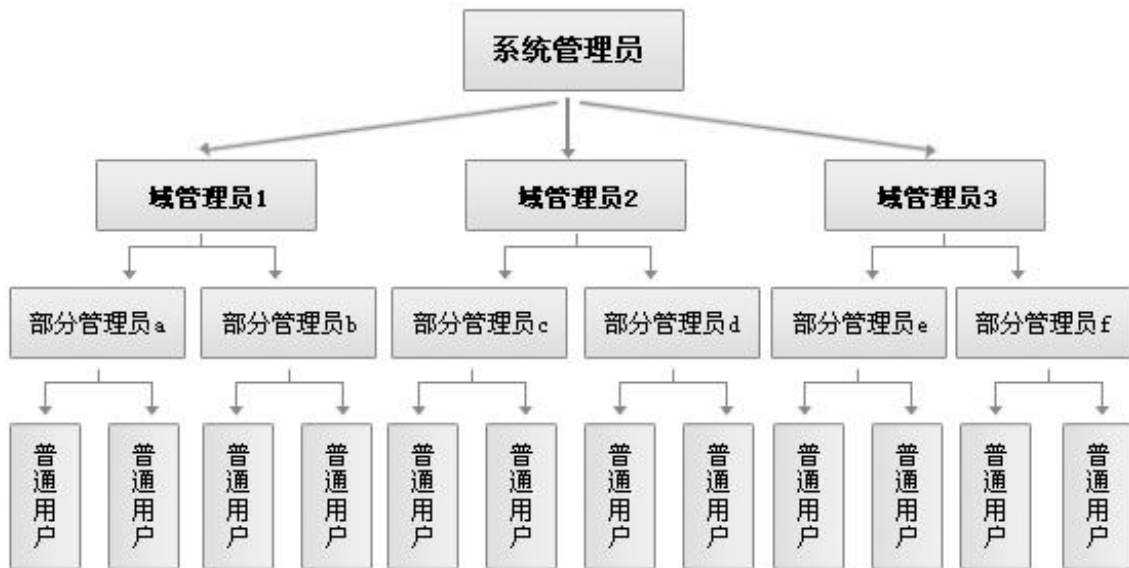 系统管理员
域管理员1
域管理员2
域管理员3
部分管理员a
部分管理员b
部分管理员c
部分管理员d
部分管理员e
部分管理员f
普通用户
普通用户
普通用户
普通用户
普通用户
普通用户
普通用户
普通用户
普通用户
普通用户
普通用户
普通用户